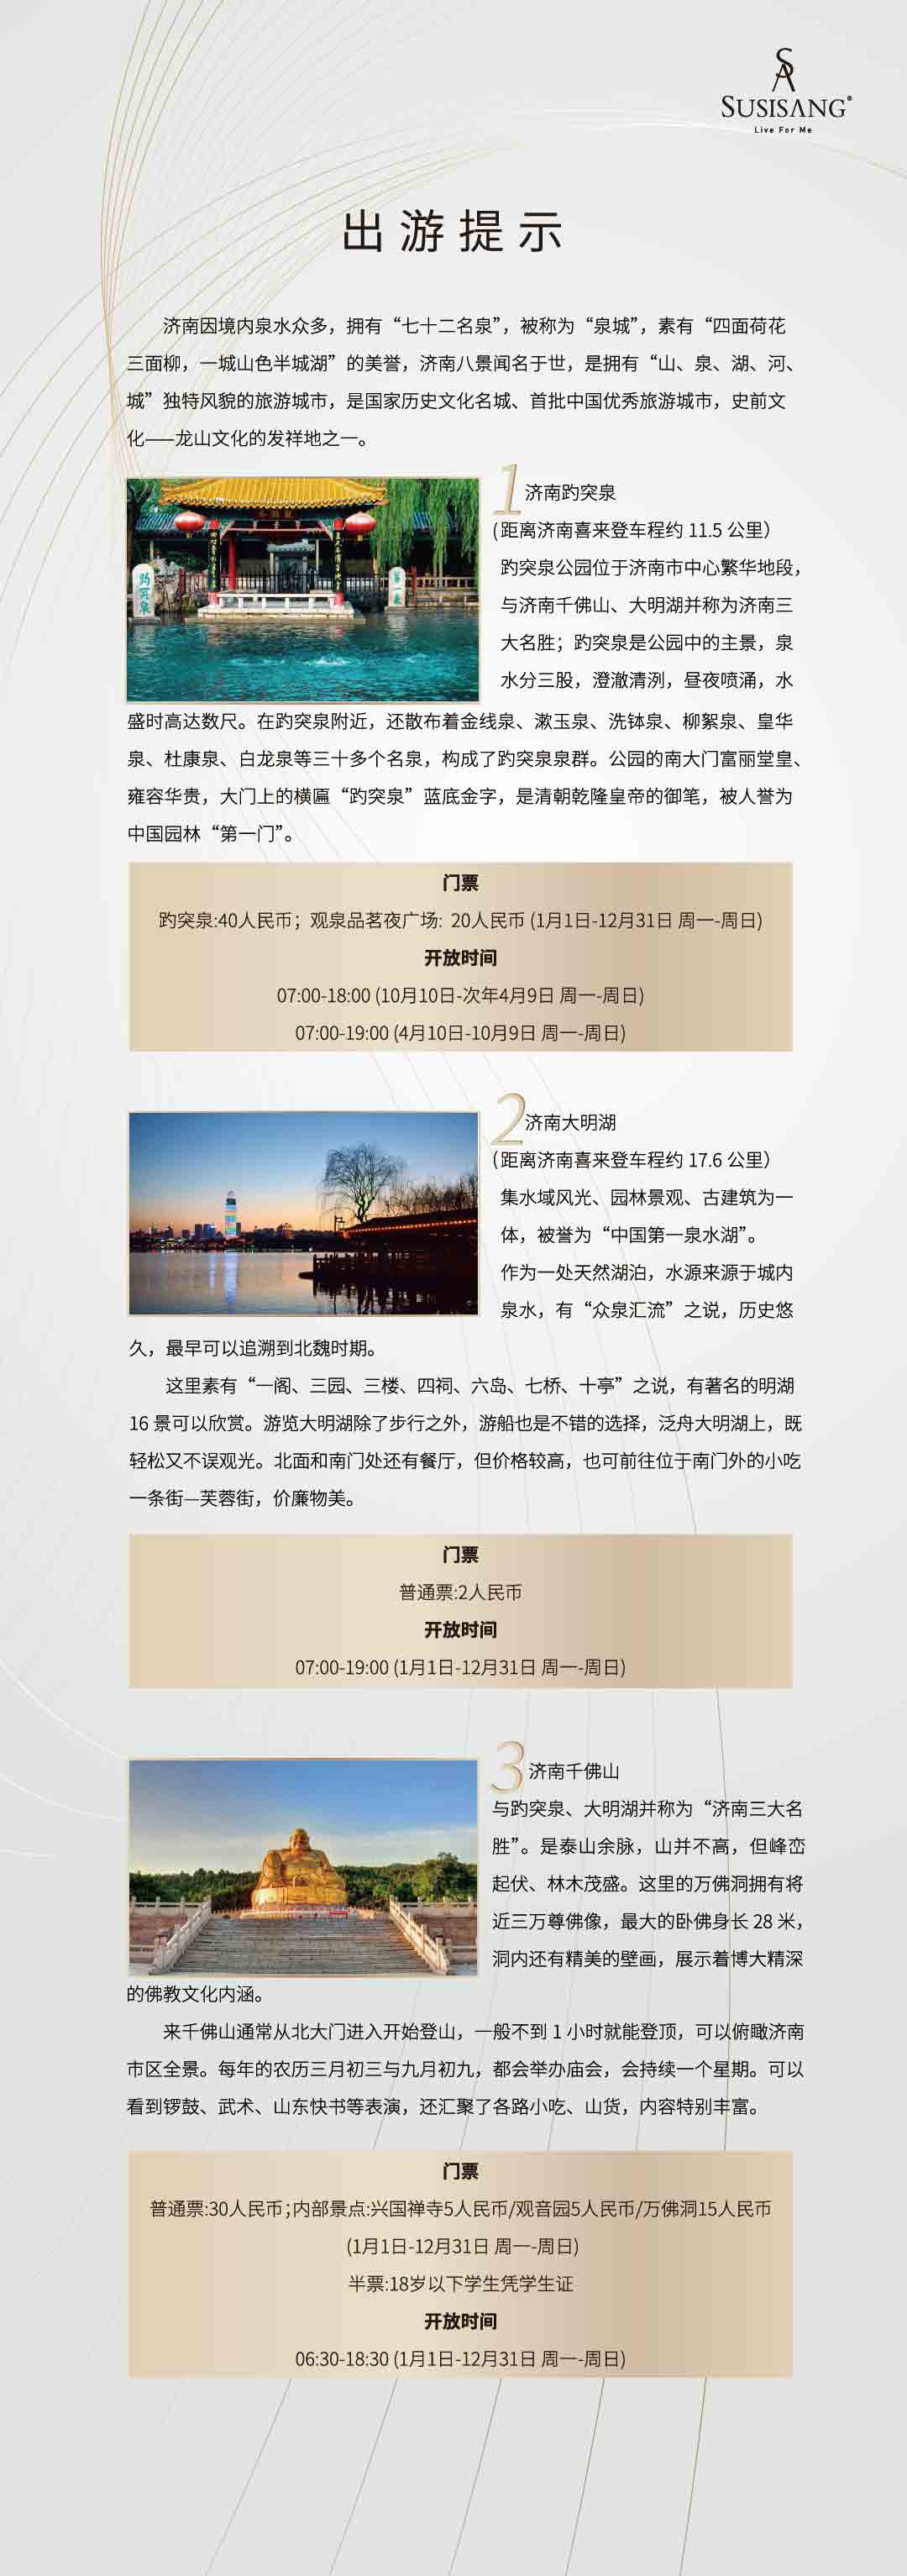 SUSISANG®
Live For Me
出游提示
济南因境内泉水众多，拥有“七十二名泉”，被称为“泉城”，素有“四面荷花
三面柳，一城山色半城湖”的美誉，济南八景闻名于世，是拥有“山、泉、湖、河、
城”独特风貌的旅游城市，是国家历史文化名城、首批中国优秀旅游城市，史前文
化——龙山文化的发祥地之一。
趵突泉
第一泉
1 济南趵突泉
(距离济南喜来登车程约 11.5 公里）
趵突泉公园位于济南市中心繁华地段，
与济南千佛山、大明湖并称为济南三
大名胜；趵突泉是公园中的主景，泉
水分三股，澄澈清洌，昼夜喷涌，水
盛时高达数尺。在趵突泉附近，还散布着金线泉、漱玉泉、洗钵泉、柳絮泉、皇华
泉、杜康泉、白龙泉等三十多个名泉，构成了趵突泉泉群。公园的南大门富丽堂皇、
雍容华贵，大门上的横匾“趵突泉”蓝底金字，是清朝乾隆皇帝的御笔，被人誉为
中国园林“第一门”。
门票
趵突泉:40人民币；观泉品茗夜广场: 20人民币 (1月1日-12月31日 周一-周日)
开放时间
07:00-18:00 (10月10日-次年4月9日 周一-周日)
07:00-19:00 (4月10日-10月9日 周一-周日)
2 济南大明湖
（距离济南喜来登车程约 17.6 公里）
集水域风光、园林景观、古建筑为一
体，被誉为“中国第一泉水湖”。
作为一处天然湖泊，水源来源于城内
泉水，有“众泉汇流”之说，历史悠
久，最早可以追溯到北魏时期。
这里素有“一阁、三园、三楼、四祠、六岛、七桥、十亭”之说，有著名的明湖
16 景可以欣赏。游览大明湖除了步行之外，游船也是不错的选择，泛舟大明湖上，既
轻松又不误观光。北面和南门处还有餐厅，但价格较高，也可前往位于南门外的小吃
一条街—芙蓉街，价廉物美。
门票
普通票:2人民币
开放时间
07:00-19:00 (1月1日-12月31日 周一-周日)
3 济南千佛山
与趵突泉、大明湖并称为“济南三大名
胜”。是泰山余脉，山并不高，但峰峦
起伏、林木茂盛。这里的万佛洞拥有将
近三万尊佛像，最大的卧佛身长 28 米，
洞内还有精美的壁画，展示着博大精深
的佛教文化内涵。
来千佛山通常从北大门进入开始登山，一般不到 1 小时就能登顶，可以俯瞰济南
市区全景。每年的农历三月初三与九月初九，都会举办庙会，会持续一个星期。可以
看到锣鼓、武术、山东快书等表演，还汇聚了各路小吃、山货，内容特别丰富。
门票
普通票:30人民币；内部景点:兴国禅寺5人民币/观音园5人民币/万佛洞15人民币
(1月1日-12月31日 周一-周日)
半票:18岁以下学生凭学生证
开放时间
06:30-18:30 (1月1日-12月31日 周一-周日)